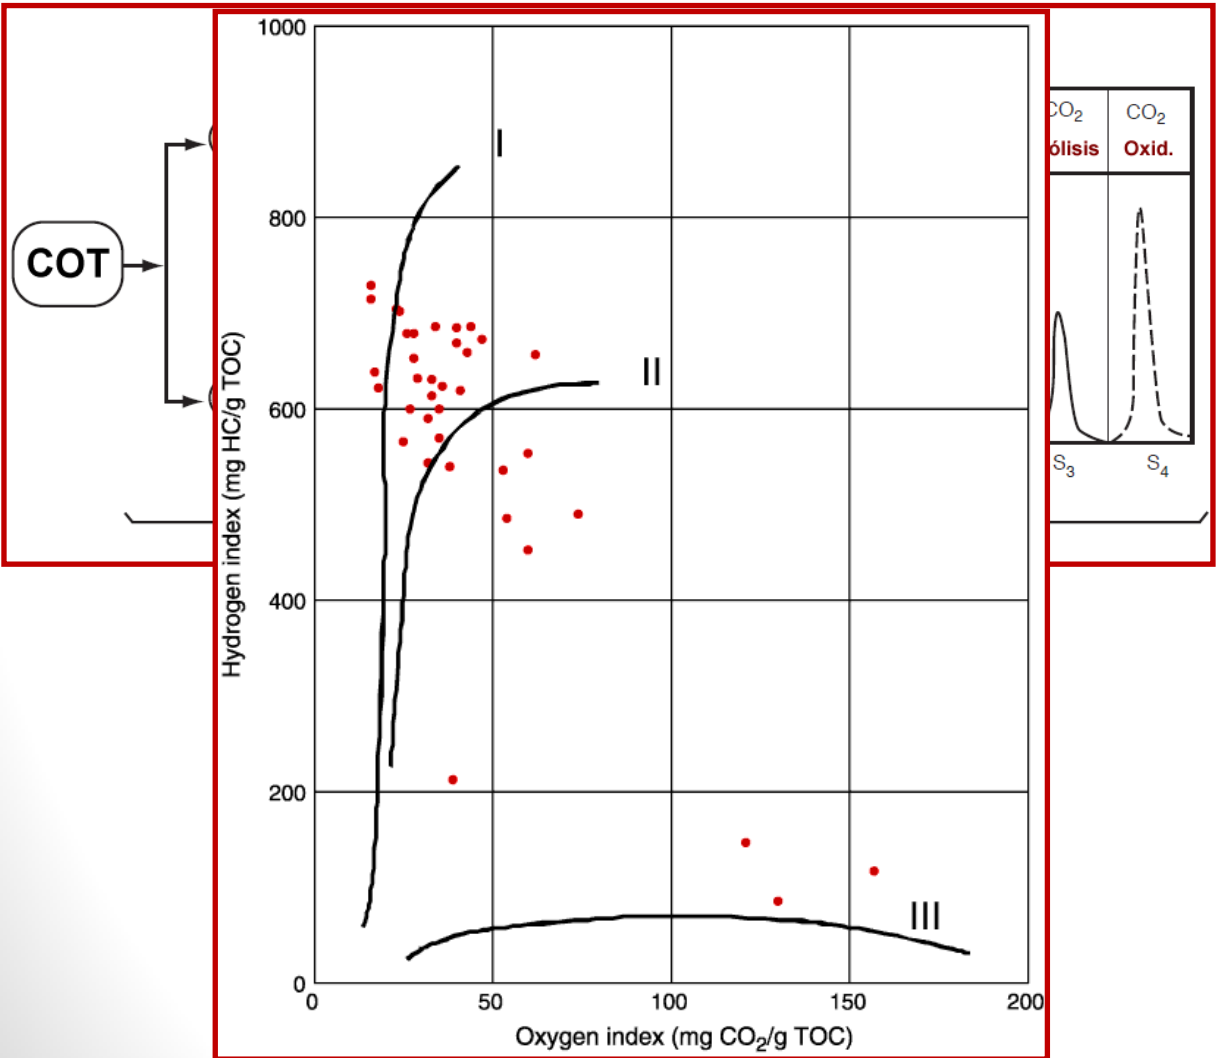 COT
1000
800
600
400
200
0
Hydrogen index (mg HC/g TOC)
I
II
III
0 50 100 150 200
Oxygen index (mg CO₂/g TOC)
CO₂ CO₂
Oxid.
S₃ S₄